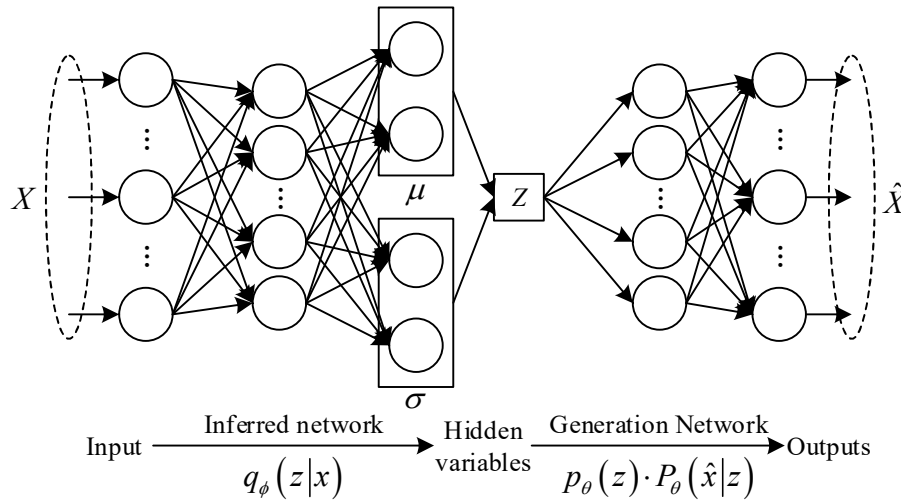 X
μ
σ
Z
X̂
Input
Inferred network
q_ϕ(z|x)
Hidden
variables
Generation Network
p_θ(z)·P_θ(x̂|z)
Outputs